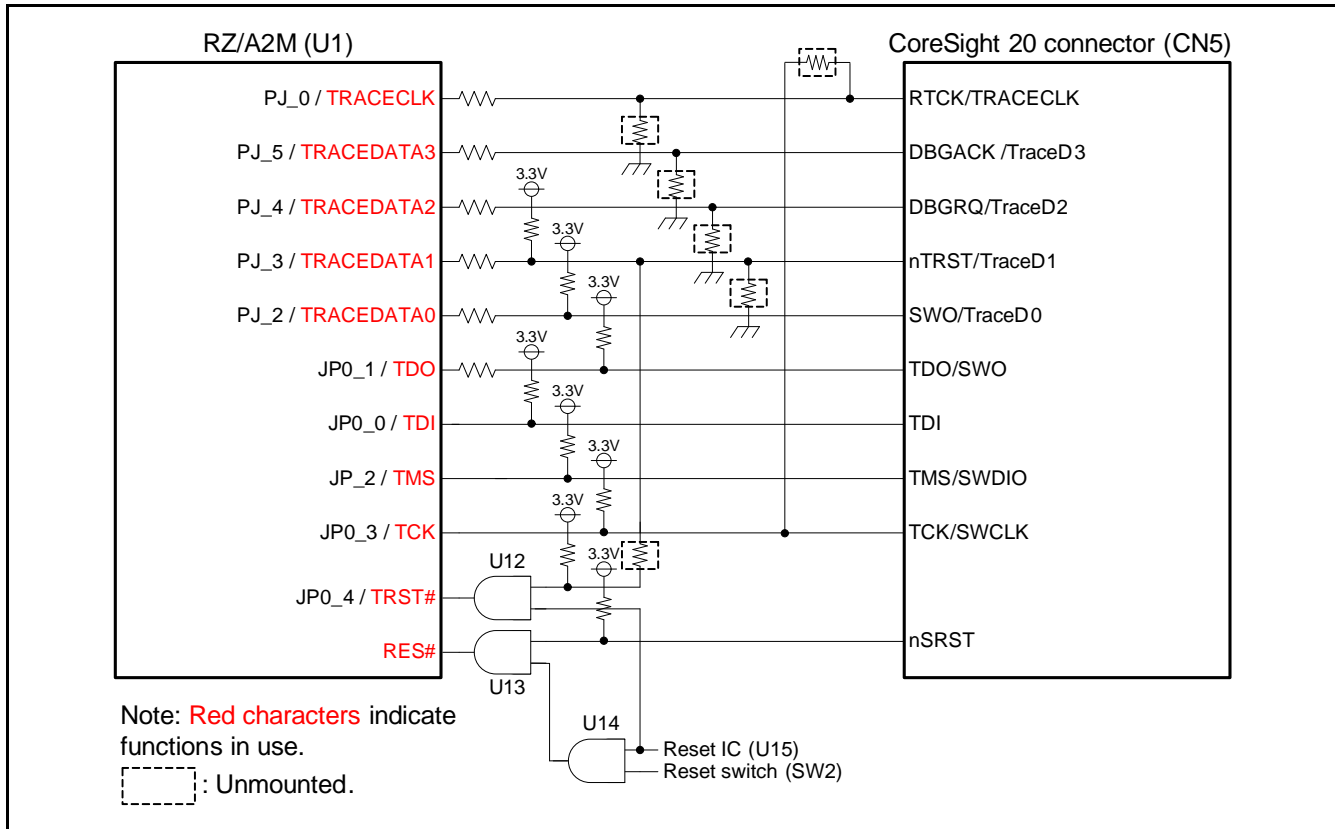 RZ/A2M (U1)
CoreSight 20 connector (CN5)
PJ_0 / TRACECLK
RTCK/TRACECLK
PJ_5 / TRACEDATA3
DBGACK /TraceD3
3.3V
PJ_4 / TRACEDATA2
DBGRQ/TraceD2
3.3V
PJ_3 / TRACEDATA1
nTRST/TraceD1
3.3V
PJ_2 / TRACEDATA0
SWO/TraceD0
3.3V
JP0_1 / TDO
TDO/SWO
3.3V
JP0_0 / TDI
TDI
3.3V
JP_2 / TMS
TMS/SWDIO
3.3V
JP0_3 / TCK
TCK/SWCLK
3.3V
U12
JP0_4 / TRST#
RES#
nSRST
U13
Note: Red characters indicate
functions in use.
U14
Reset IC (U15)
Reset switch (SW2)
: Unmounted.